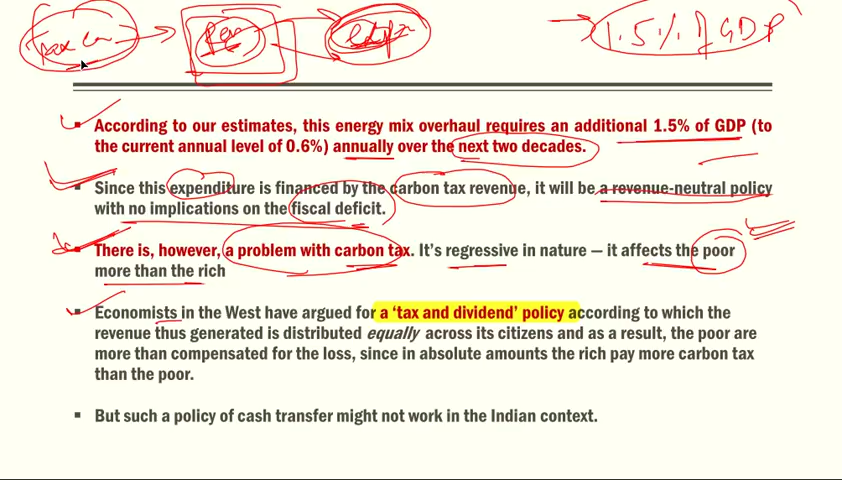 1.5% of GDP
▪ According to our estimates, this energy mix overhaul requires an additional 1.5% of GDP (to
the current annual level of 0.6%) annually over the next two decades.
▪ Since this expenditure is financed by the carbon tax revenue, it will be a revenue-neutral policy
with no implications on the fiscal deficit.
▪ There is, however, a problem with carbon tax. It’s regressive in nature — it affects the poor
more than the rich
▪ Economists in the West have argued for a ‘tax and dividend’ policy according to which the
revenue thus generated is distributed equally across its citizens and as a result, the poor are
more than compensated for the loss, since in absolute amounts the rich pay more carbon tax
than the poor.
▪ But such a policy of cash transfer might not work in the Indian context.